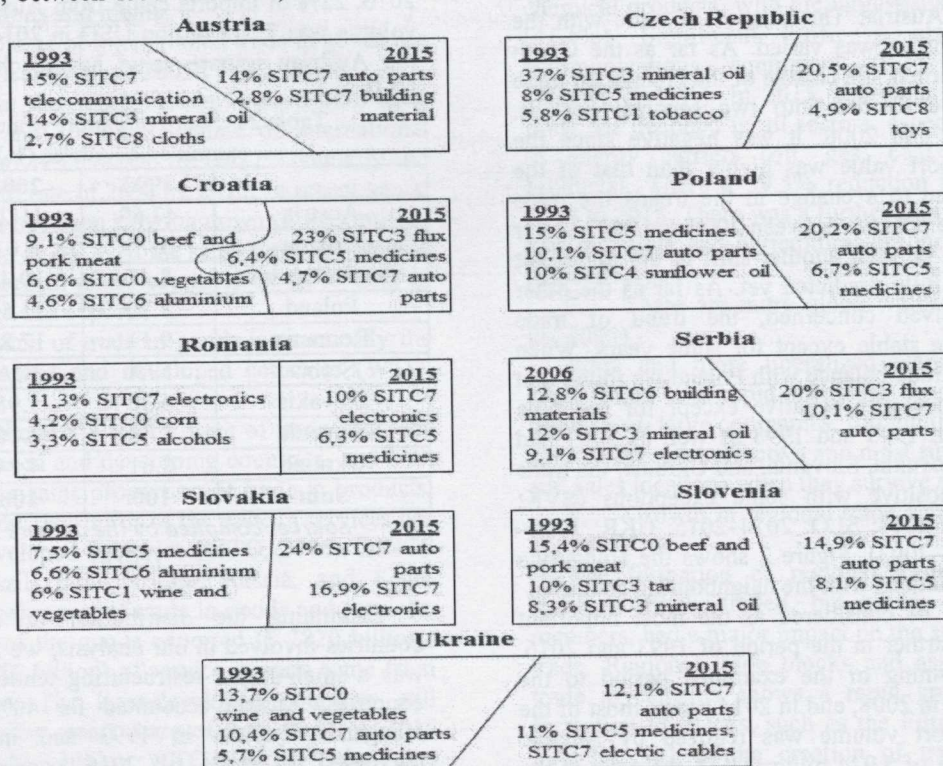 Austria
1993
15% SITC7
telecommunication
14% SITC3 mineral oil
2,7% SITC8 cloths
2015
14% SITC7 auto parts
2,8% SITC7 building
material
Czech Republic
1993
37% SITC3 mineral oil
8% SITC5 medicines
5,8% SITC1 tobacco
2015
29,5% SITC7
auto parts
4,9% SITC8
toys
Croatia
1993
9,1% SITC0 beef and
pork meat
6,6% SITC0 vegetables
4,6% SITC6 aluminium
2015
23% SITC3 flux
6,4% SITC5 medicines
4,7% SITC7 auto
parts
Poland
1993
15% SITC5 medicines
10,1% SITC7 auto parts
10% SITC4 sunflower oil
2015
20,2% SITC7
auto parts
6,7% SITC5
medicines
Romania
1993
11,3% SITC7 electronics
4,2% SITC0 corn
3,3% SITC5 alcohols
2015
10% SITC7
electronics
6,3% SITC5
medicines
Serbia
2006
12,8% SITC6 building
materials
12% SITC3 mineral oil
9,1% SITC7 electronics
2015
20% SITC3 flux
10,1% SITC7
auto parts
Slovakia
1993
7,5% SITC5 medicines
6,6% SITC6 aluminium
6% SITC1 wine and
vegetables
2015
24% SITC7 auto
parts
16,9% SITC7
electronics
Slovenia
1993
15,4% SITC0 beef and
pork meat
10% SITC3 tar
8,3% SITC3 mineral oil
2015
14,9% SITC7
auto parts
8,1% SITC5
medicines
Ukraine
1993
13,7% SITC0
wine and vegetables
10,4% SITC7 auto parts
5,7% SITC5 medicines
2015
12,1% SITC7
auto parts
11% SITC5 medicines;
SITC7 electric cables